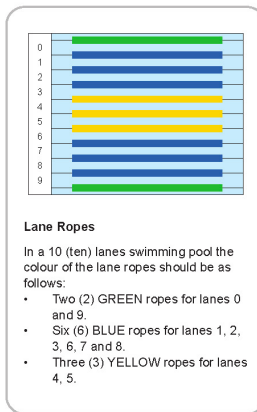 0
1
2
3
4
5
6
7
8
9
Lane Ropes
In a 10 (ten) lanes swimming pool the
colour of the lane ropes should be as
follows:
• Two (2) GREEN ropes for lanes 0
and 9.
• Six (6) BLUE ropes for lanes 1, 2,
3, 6, 7 and 8.
• Three (3) YELLOW ropes for lanes
4, 5.